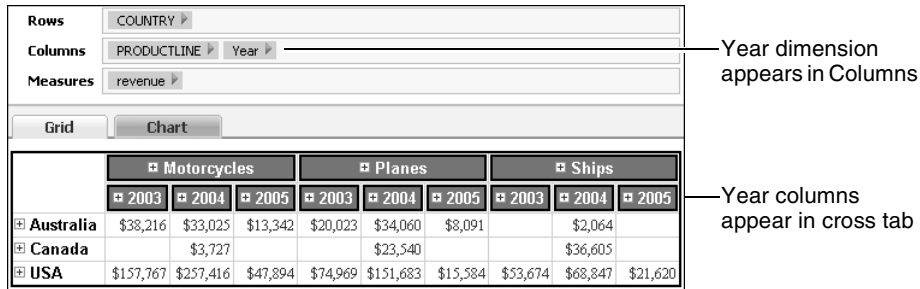 Rows COUNTRY
Columns PRODUCTLINE Year
Measures revenue
Year dimension
appears in Columns
Grid Chart
Motorcycles Planes Ships
2003 2004 2005 2003 2004 2005 2003 2004 2005
Year columns
appear in cross tab
Australia $38,216 $33,025 $13,342 $20,023 $34,060 $8,091 $2,064
Canada $3,727 $23,540 $36,605
USA $157,767 $257,416 $47,894 $74,969 $151,683 $15,584 $53,674 $68,847 $21,620